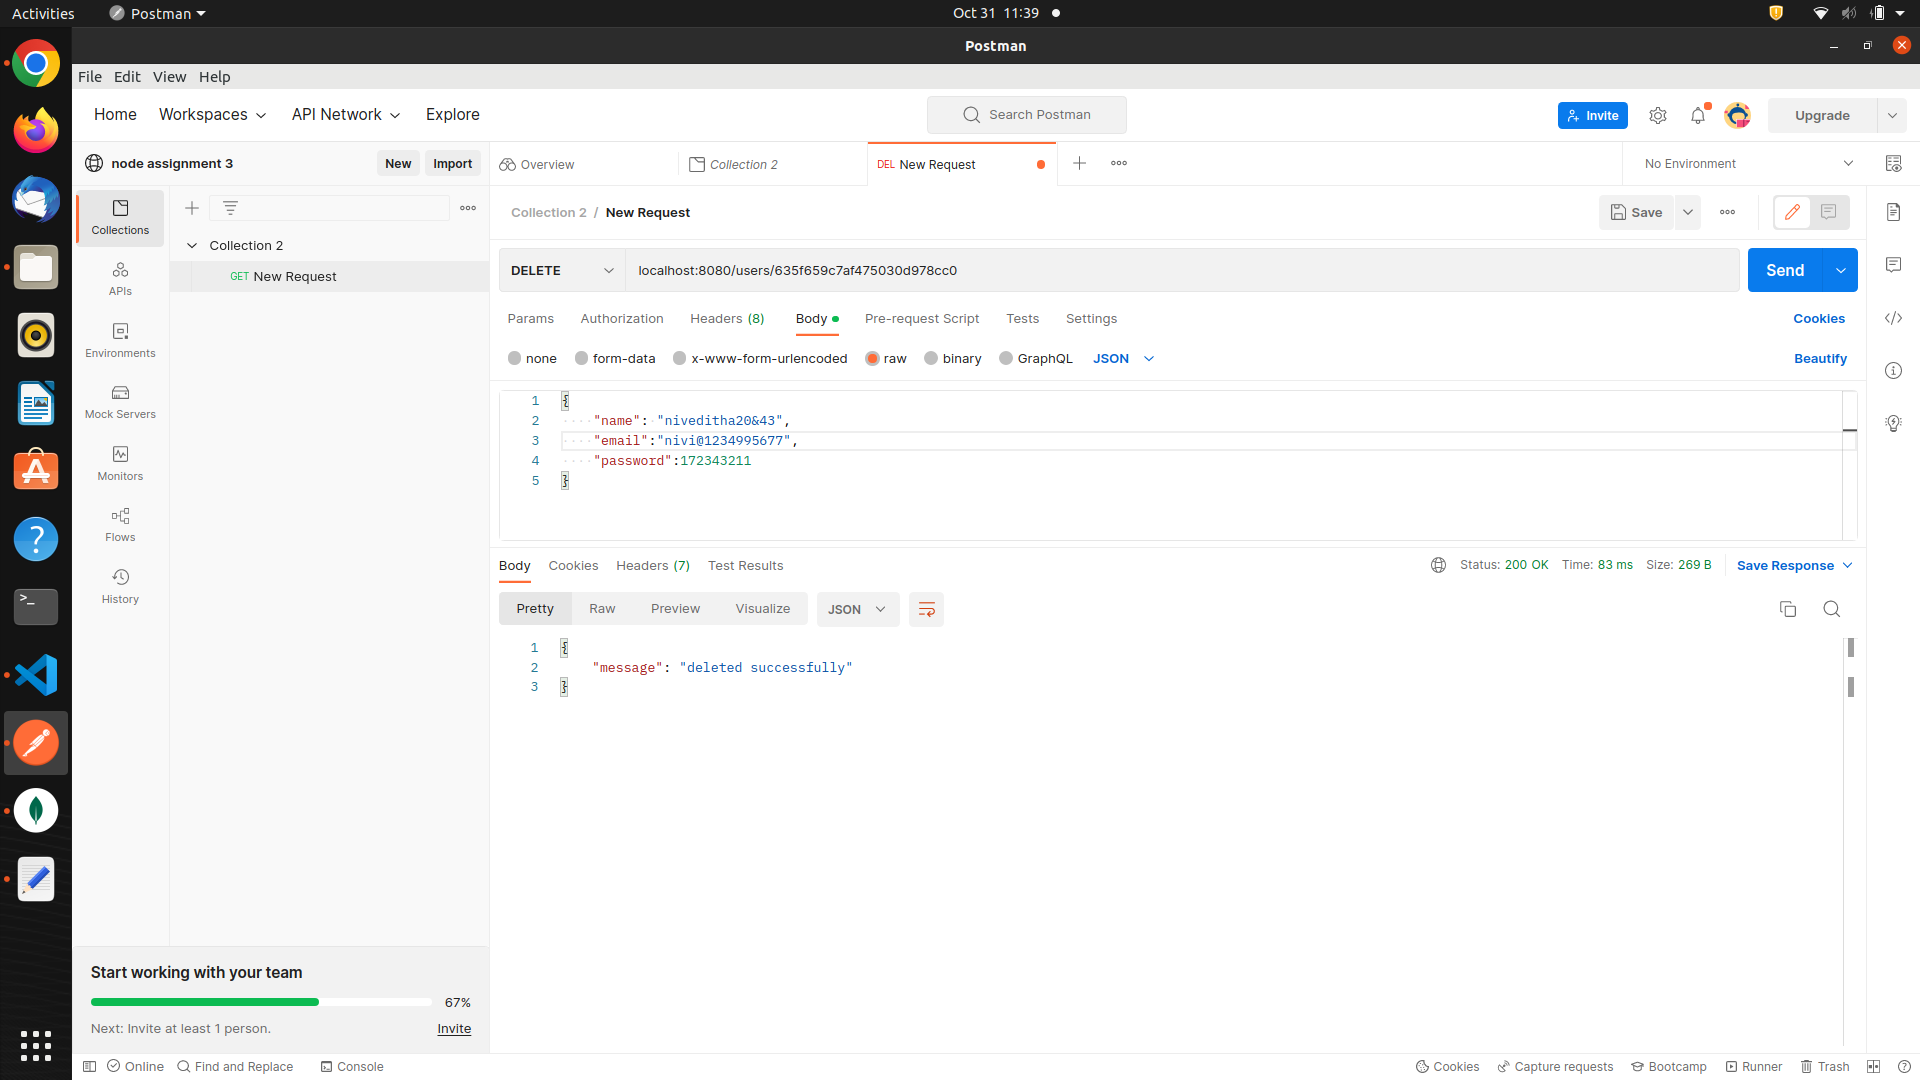 Activities
Postman
Oct 31 11:39
Postman
File Edit View Help
Home Workspaces API Network Explore
Search Postman
Invite
Upgrade
node assignment 3
New Import
Overview
Collection 2
DEL New Request
No Environment
Collections
APIs
Environments
Mock Servers
Monitors
Flows
History
Collection 2
GET New Request
Collection 2 / New Request
Save
DELETE
localhost:8080/users/635f659c7af475030d978cc0
Send
Params Authorization Headers (8) Body Pre-request Script Tests Settings
Cookies
none form-data x-www-form-urlencoded raw binary GraphQL JSON
Beautify
1 {
2 "name": "niveditha20&43",
3 "email":"nivi@1234995677",
4 "password":172343211
5 }
Body Cookies Headers (7) Test Results
Status: 200 OK Time: 83 ms Size: 269 B
Save Response
Pretty Raw Preview Visualize JSON
1 {
2 "message": "deleted successfully"
3 }
Start working with your team
67%
Next: Invite at least 1 person.
Invite
Online Find and Replace Console
Cookies Capture requests Bootcamp Runner Trash